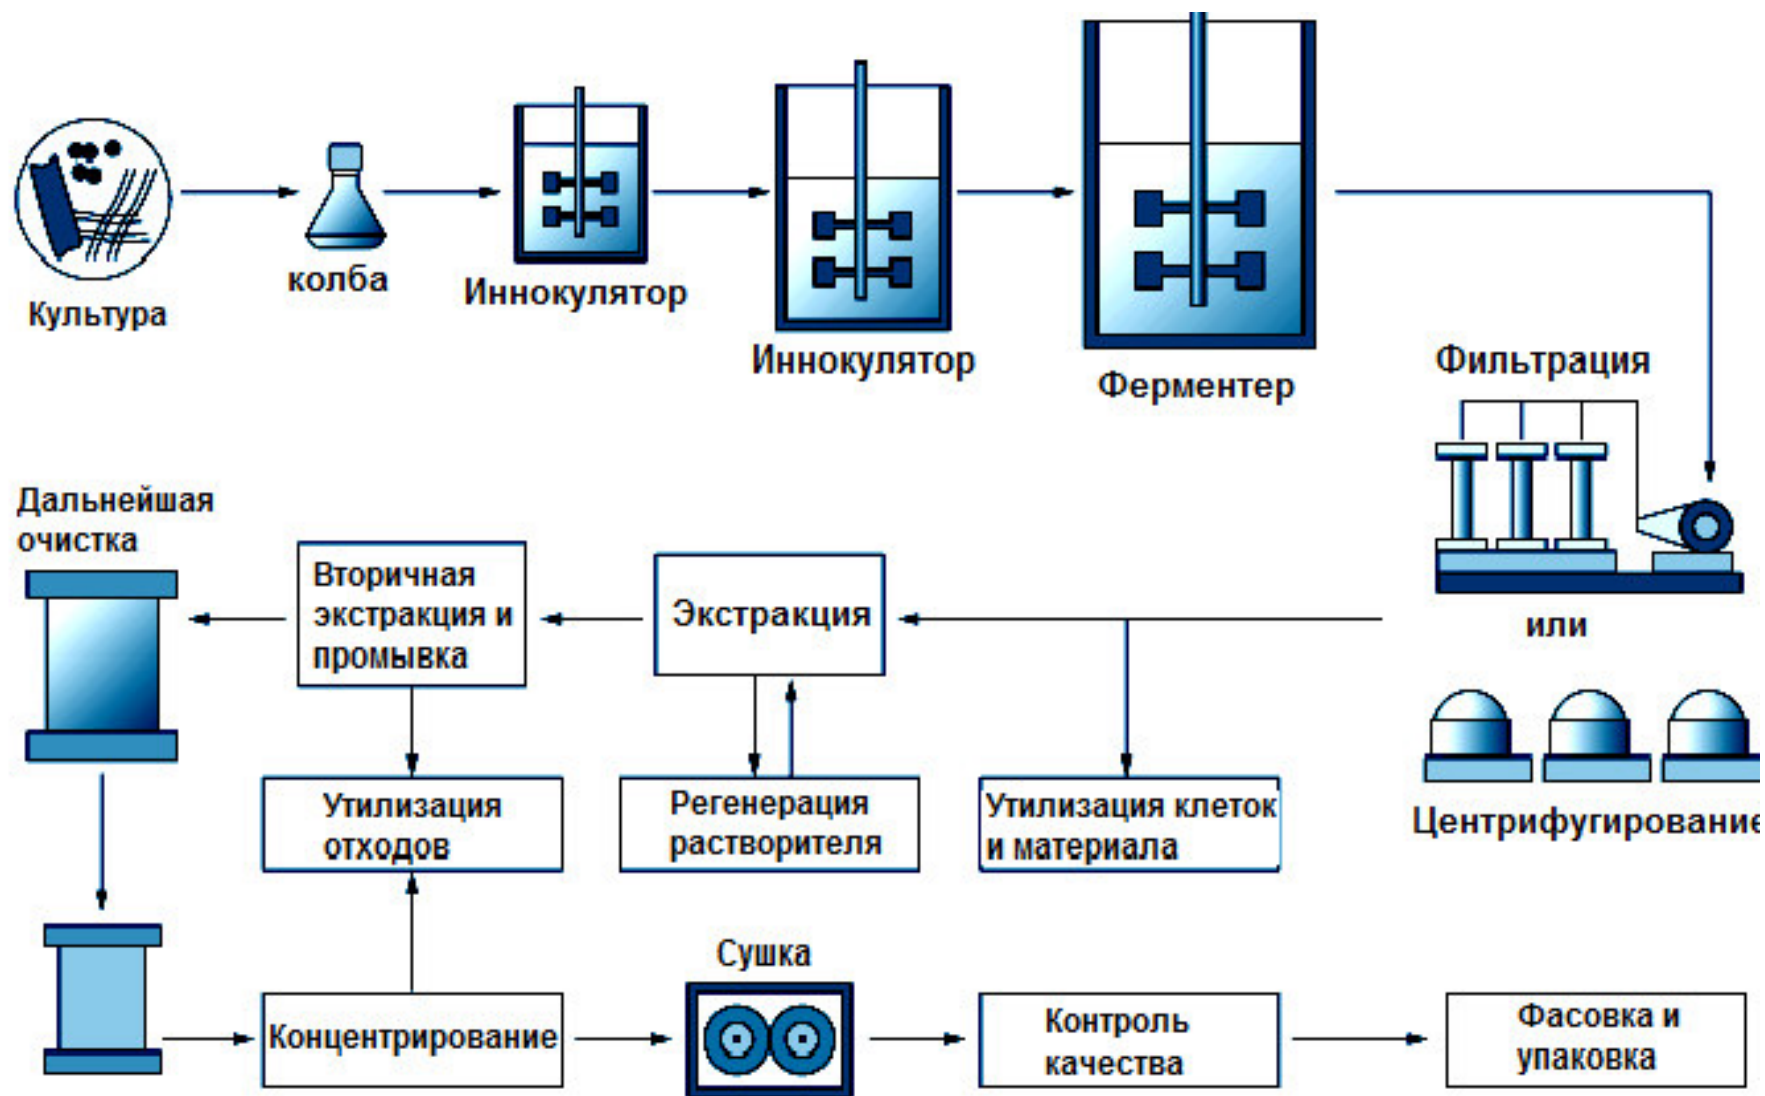 Культура
колба
Иннокулятор
Иннокулятор
Ферментер
Фильтрация
или
Центрифугирование
Дальнейшая
очистка
Вторичная
экстракция и
промывка
Экстракция
Утилизация
отходов
Регенерация
растворителя
Утилизация клеток
и материала
Концентрирование
Сушка
Контроль
качества
Фасовка и
упаковка